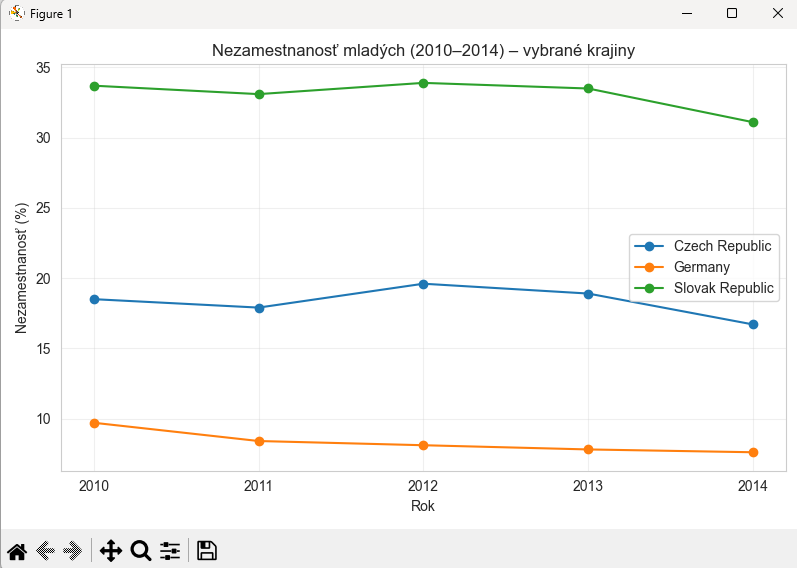 Figure 1
Nezamestnanosť mladých (2010–2014) – vybrané krajiny
35
30
25
20
15
10
Nezamestnanosť (%)
Czech Republic
Germany
Slovak Republic
2010 2011 2012 2013 2014
Rok